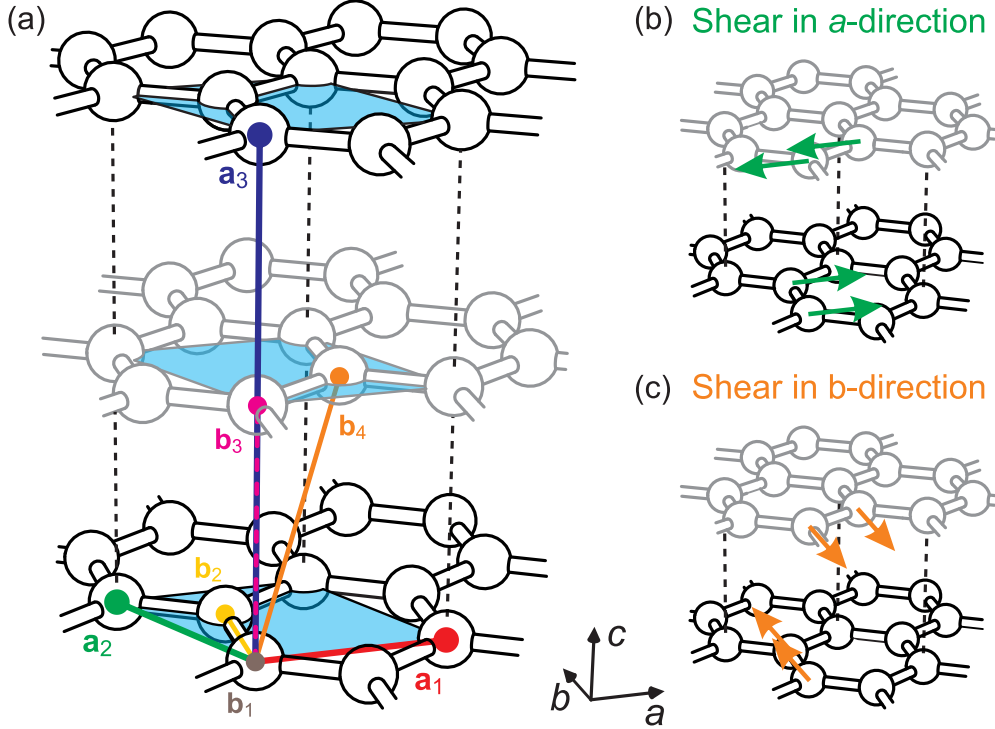 (a)
a3
b3
b4
b2
a2
b1
a1
c
b
a
(b) Shear in a-direction
(c) Shear in b-direction